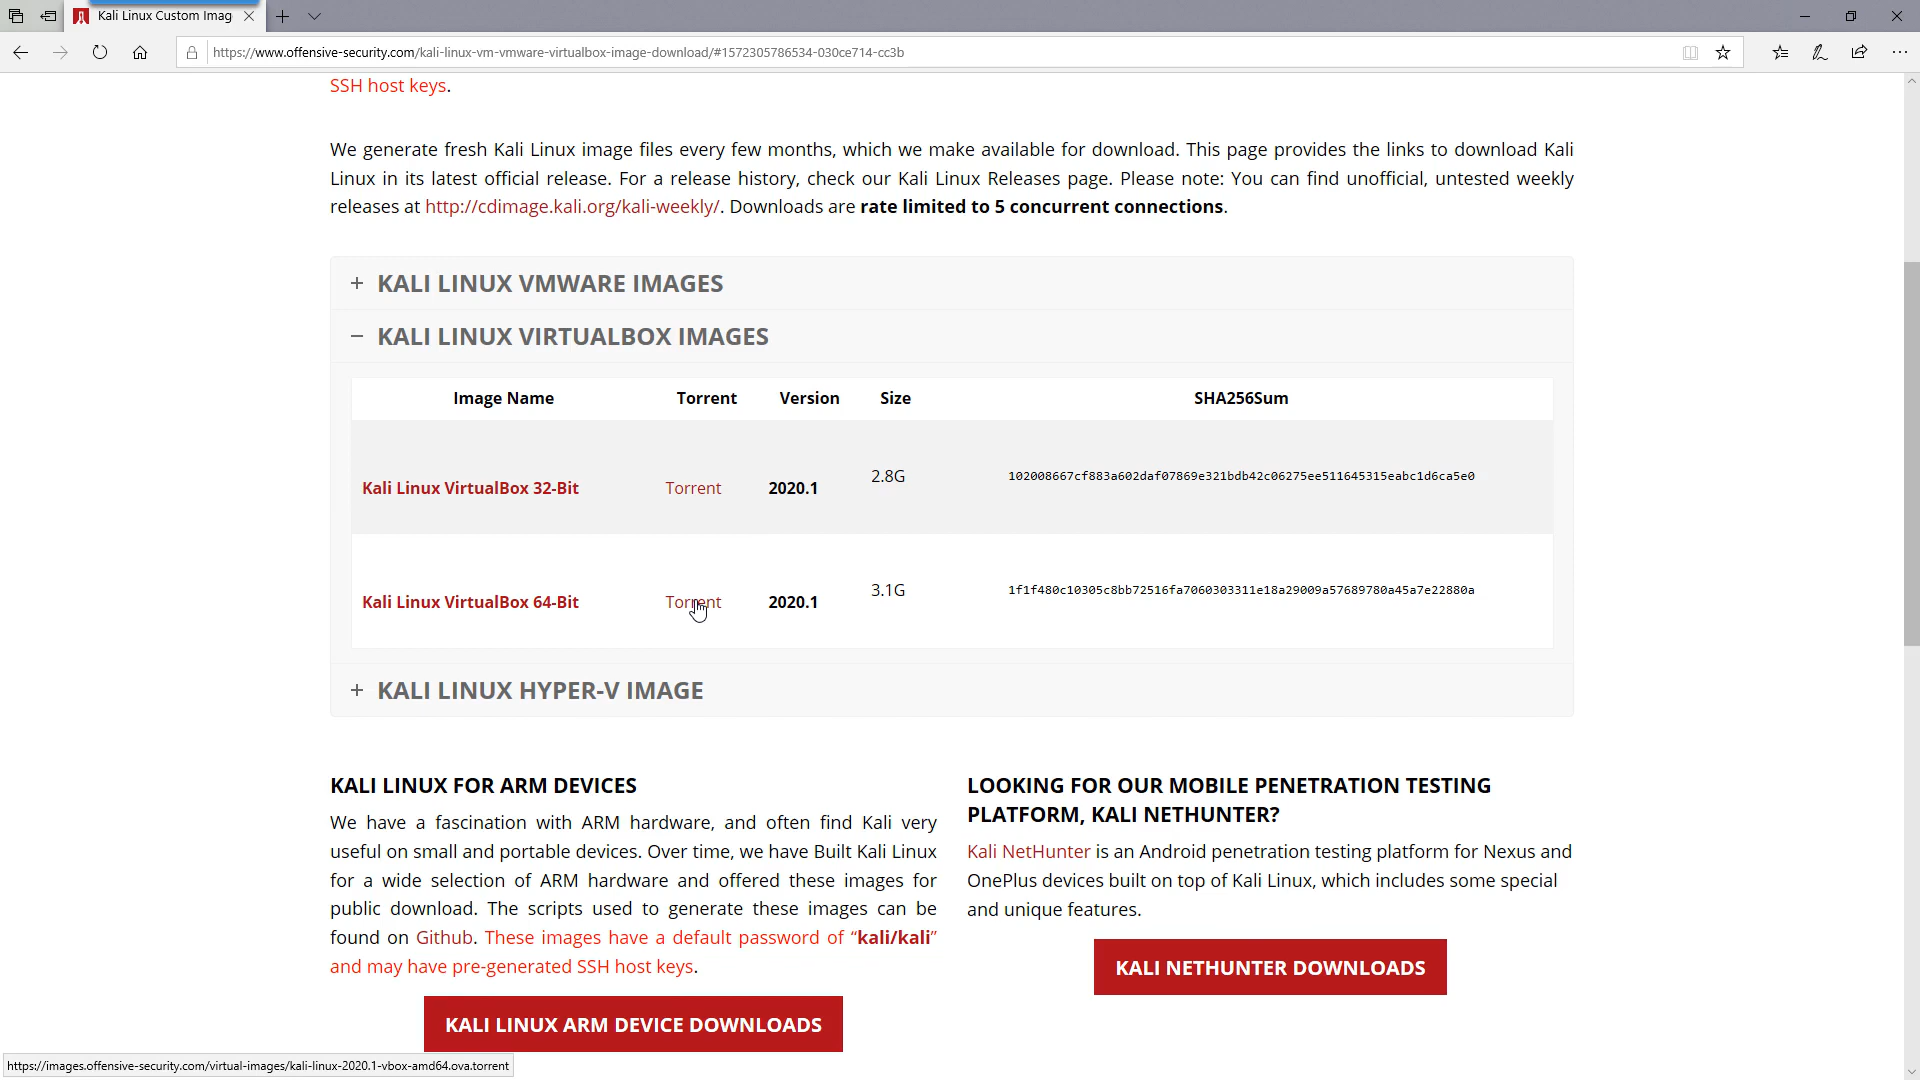 Kali Linux Custom Imag
https://www.offensive-security.com/kali-linux-vm-vmware-virtualbox-image-download/#1572305786534-030ce714-cc3b
SSH host keys.
We generate fresh Kali Linux image files every few months, which we make available for download. This page provides the links to download Kali
Linux in its latest official release. For a release history, check our Kali Linux Releases page. Please note: You can find unofficial, untested weekly
releases at http://cdimage.kali.org/kali-weekly/. Downloads are rate limited to 5 concurrent connections.
+ KALI LINUX VMWARE IMAGES
− KALI LINUX VIRTUALBOX IMAGES
Image Name Torrent Version Size SHA256Sum
Kali Linux VirtualBox 32-Bit Torrent 2020.1 2.8G 102008667cf883a602daf07869e321bdb42c06275ee511645315eabc1d6ca5e0
Kali Linux VirtualBox 64-Bit Torrent 2020.1 3.1G 1f1f480c10305c8bb72516fa7060303311e18a29009a57689780a45a7e22880a
+ KALI LINUX HYPER-V IMAGE
KALI LINUX FOR ARM DEVICES
We have a fascination with ARM hardware, and often find Kali very
useful on small and portable devices. Over time, we have Built Kali Linux
for a wide selection of ARM hardware and offered these images for
public download. The scripts used to generate these images can be
found on Github. These images have a default password of “kali/kali”
and may have pre-generated SSH host keys.
KALI LINUX ARM DEVICE DOWNLOADS
LOOKING FOR OUR MOBILE PENETRATION TESTING
PLATFORM, KALI NETHUNTER?
Kali NetHunter is an Android penetration testing platform for Nexus and
OnePlus devices built on top of Kali Linux, which includes some special
and unique features.
KALI NETHUNTER DOWNLOADS
https://images.offensive-security.com/virtual-images/kali-linux-2020.1-vbox-amd64.ova.torrent